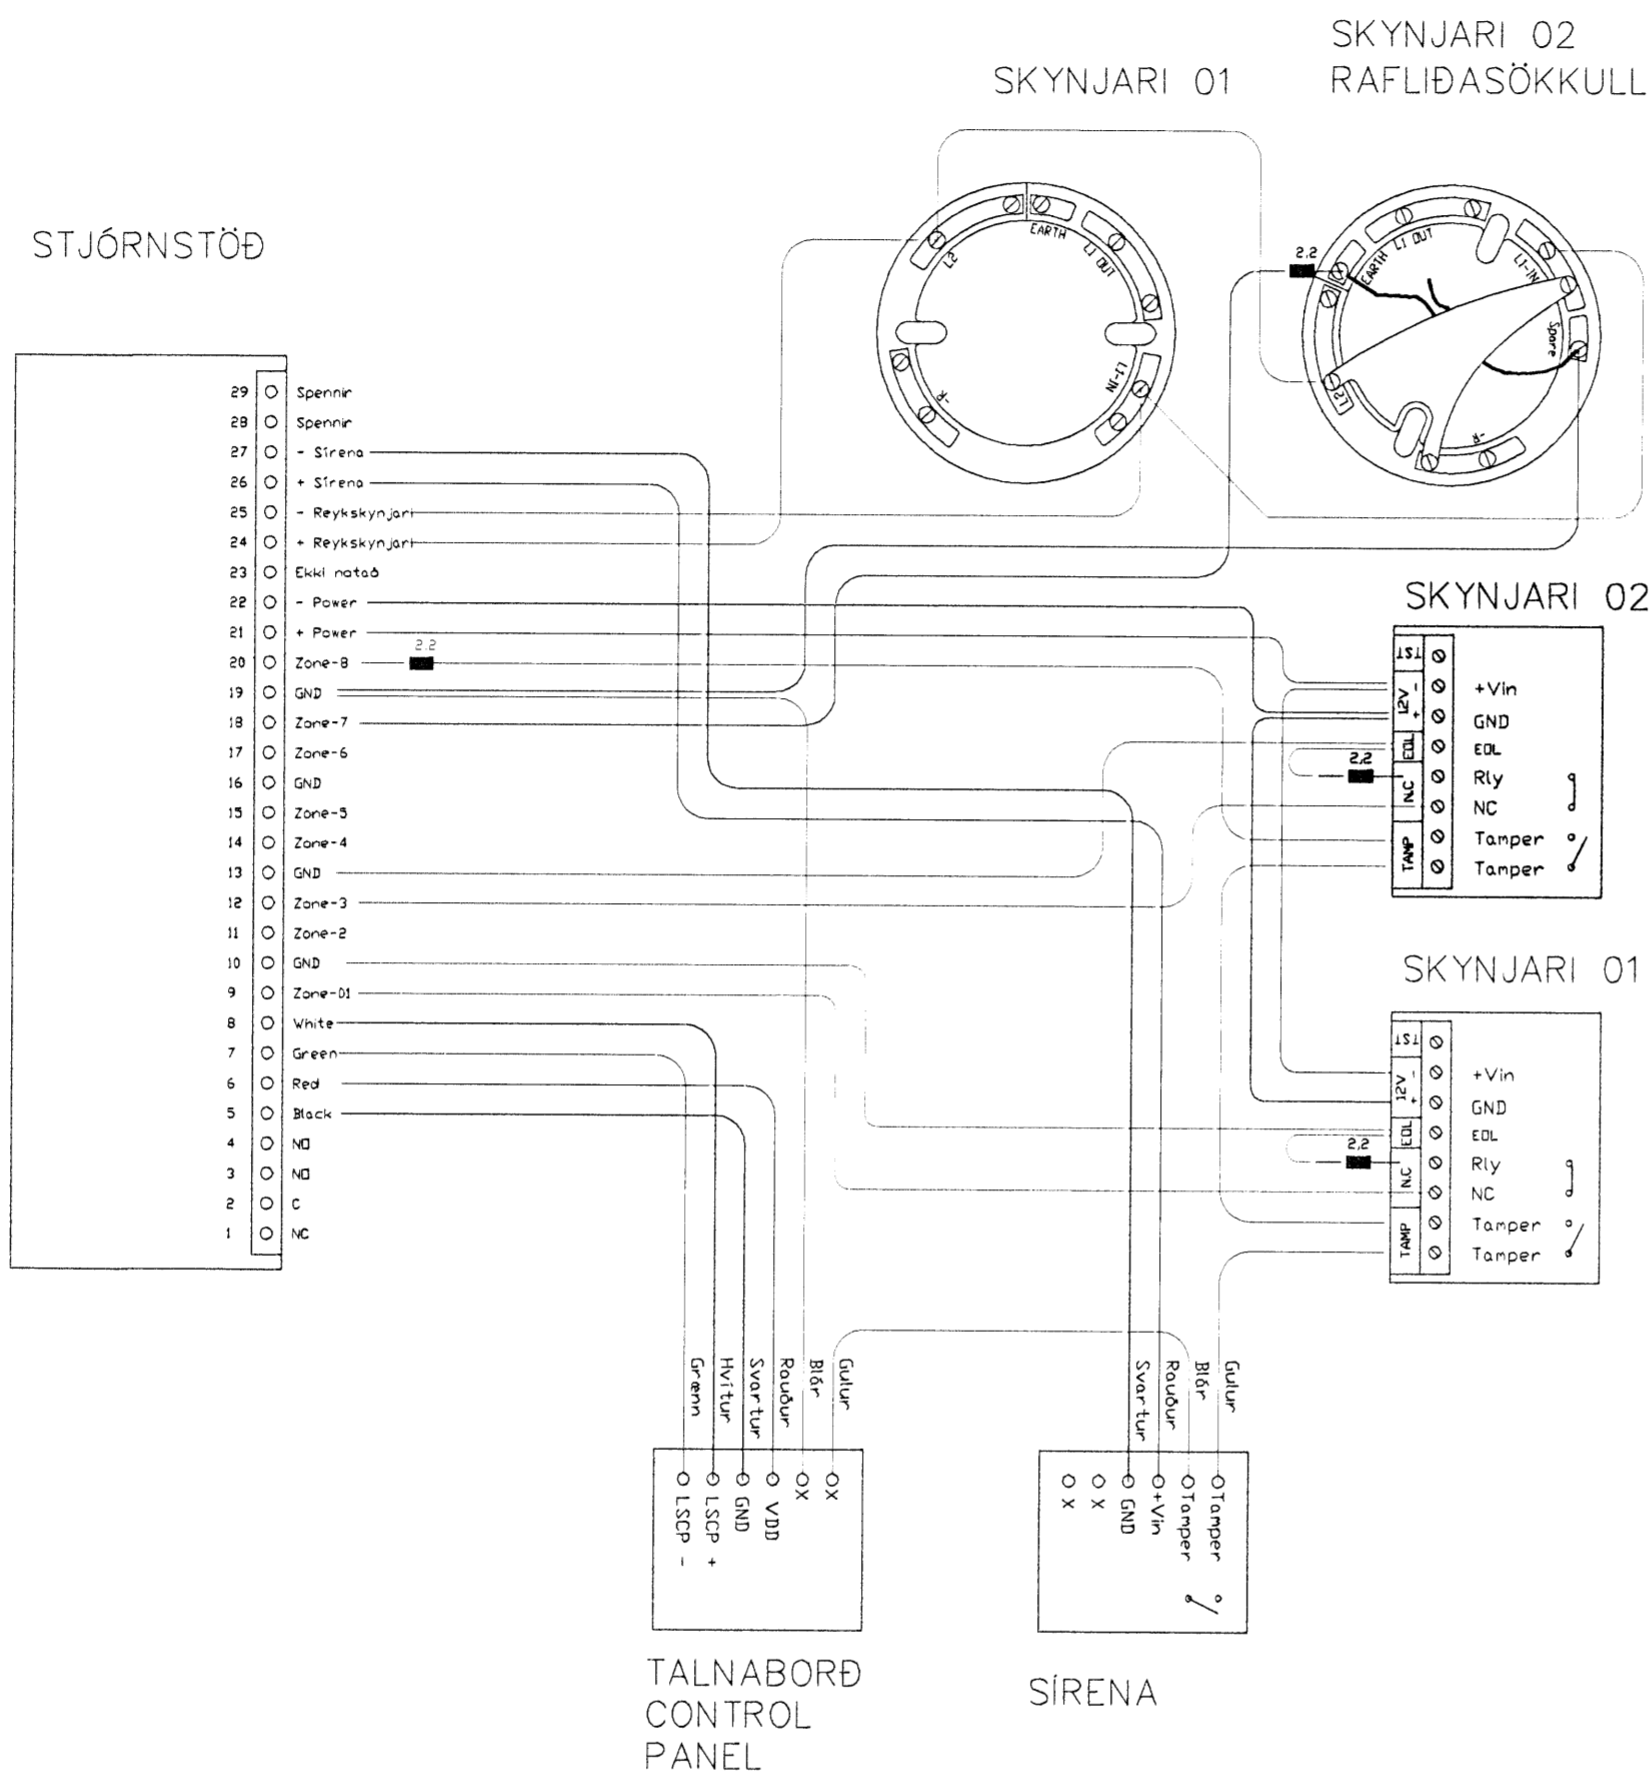 SKYNJARI 01
SKYNJARI 02
RAFLIÐASÖKKULL
STJÓRNSTÖÐ
EARTH
L1 OUT
L2
L1-IN
-R
2.2
EARTH
L1 OUT
L1-IN
Spare
L2
-R
29 Spennir
28 Spennir
27 - Sírena
26 + Sírena
25 - Reykskynjari
24 + Reykskynjari
23 Ekki notað
22 - Power
21 + Power
20 Zone-8
2.2
19 GND
18 Zone-7
17 Zone-6
16 GND
15 Zone-5
14 Zone-4
13 GND
12 Zone-3
11 Zone-2
10 GND
9 Zone-01
8 White
7 Green
6 Red
5 Black
4 NO
3 NO
2 C
1 NC
SKYNJARI 02
TST
12V - +
EOL
N.C
TAMP
2,2
+Vin
GND
EOL
Rly
NC
Tamper
Tamper
SKYNJARI 01
TST
12V - +
EOL
N.C
TAMP
2,2
+Vin
GND
EOL
Rly
NC
Tamper
Tamper
Grænn
Hvítur
Svartur
Rauður
Blár
Gulur
LSCP -
LSCP +
GND
VDD
X
X
TALNABORÐ
CONTROL
PANEL
Svartur
Rauður
Blár
Gulur
X
X
GND
+Vin
Tamper
Tamper
SÍRENA